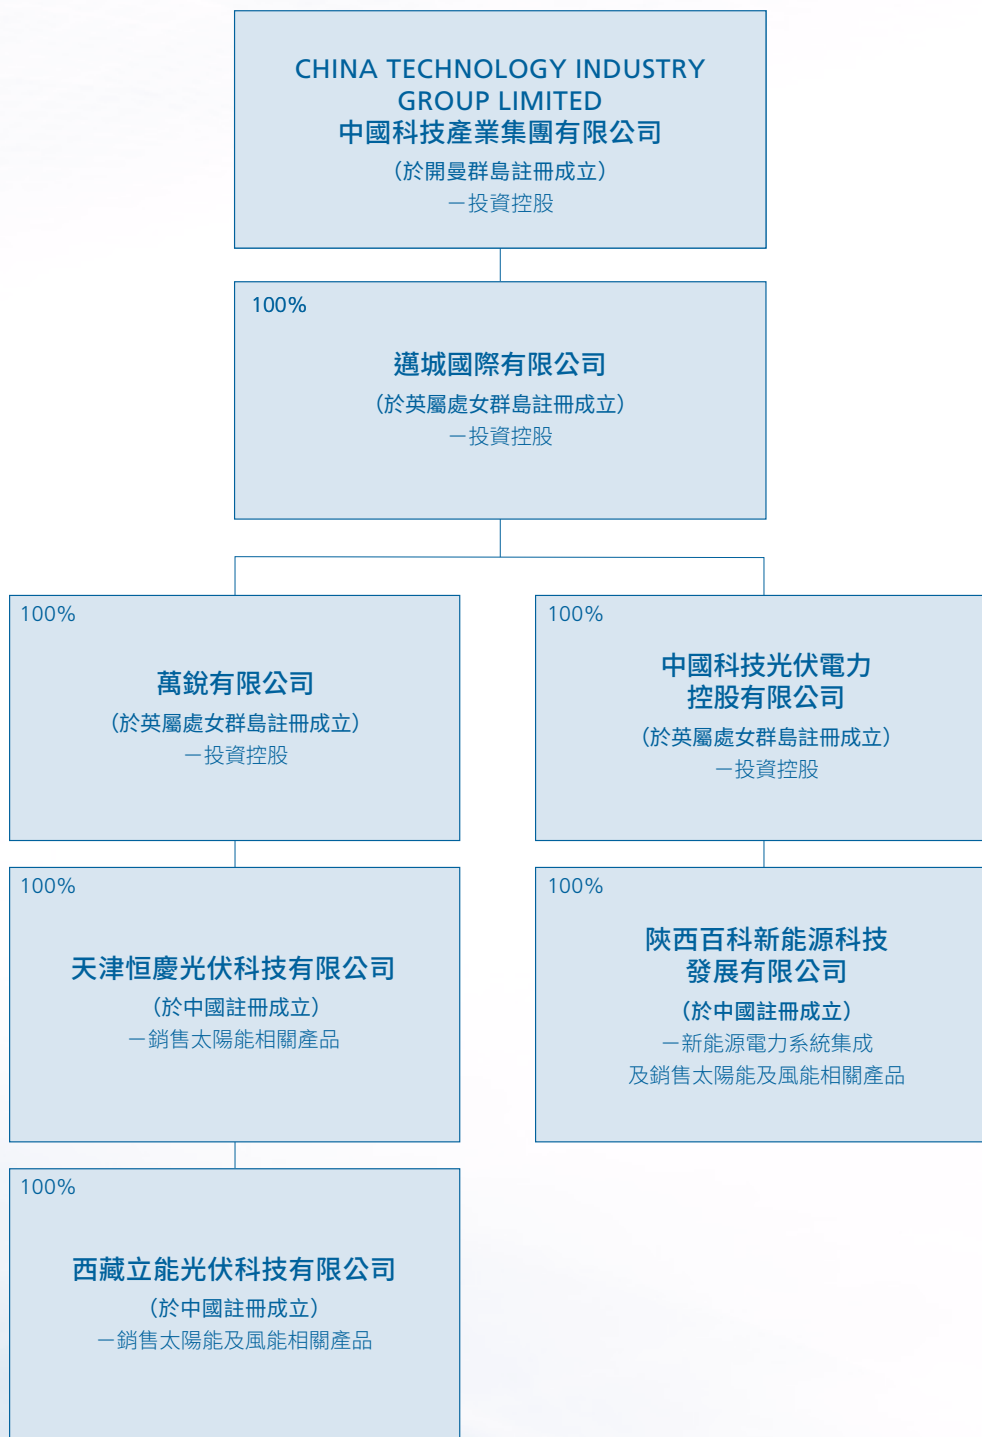 CHINA TECHNOLOGY INDUSTRY
GROUP LIMITED
中國科技產業集團有限公司
（於開曼群島註冊成立）
－投資控股
100%
邁城國際有限公司
（於英屬處女群島註冊成立）
－投資控股
100%
萬銳有限公司
（於英屬處女群島註冊成立）
－投資控股
100%
中國科技光伏電力
控股有限公司
（於英屬處女群島註冊成立）
－投資控股
100%
天津恒慶光伏科技有限公司
（於中國註冊成立）
－銷售太陽能相關產品
100%
陝西百科新能源科技
發展有限公司
（於中國註冊成立）
－新能源電力系統集成
及銷售太陽能及風能相關產品
100%
西藏立能光伏科技有限公司
（於中國註冊成立）
－銷售太陽能及風能相關產品